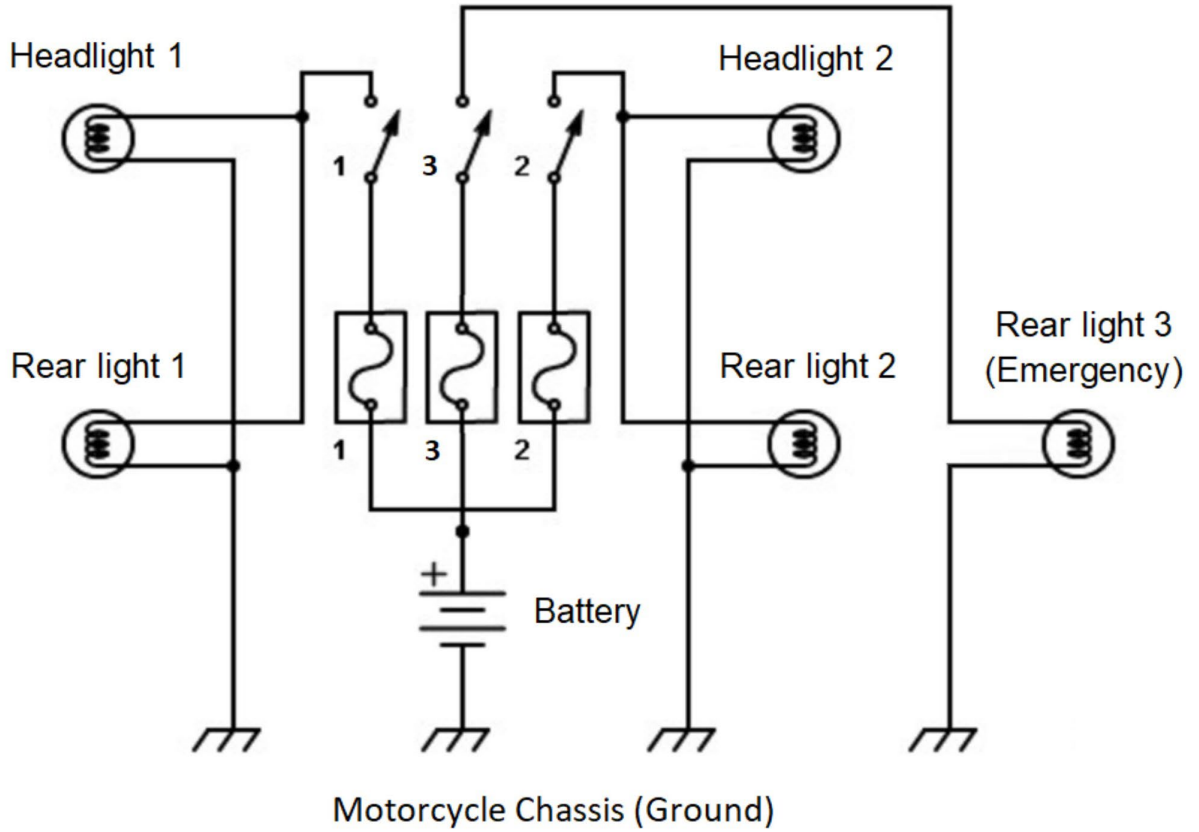 Headlight 1
Headlight 2
1
3
2
Rear light 1
Rear light 2
Rear light 3
(Emergency)
1
3
2
+
Battery
Motorcycle Chassis (Ground)